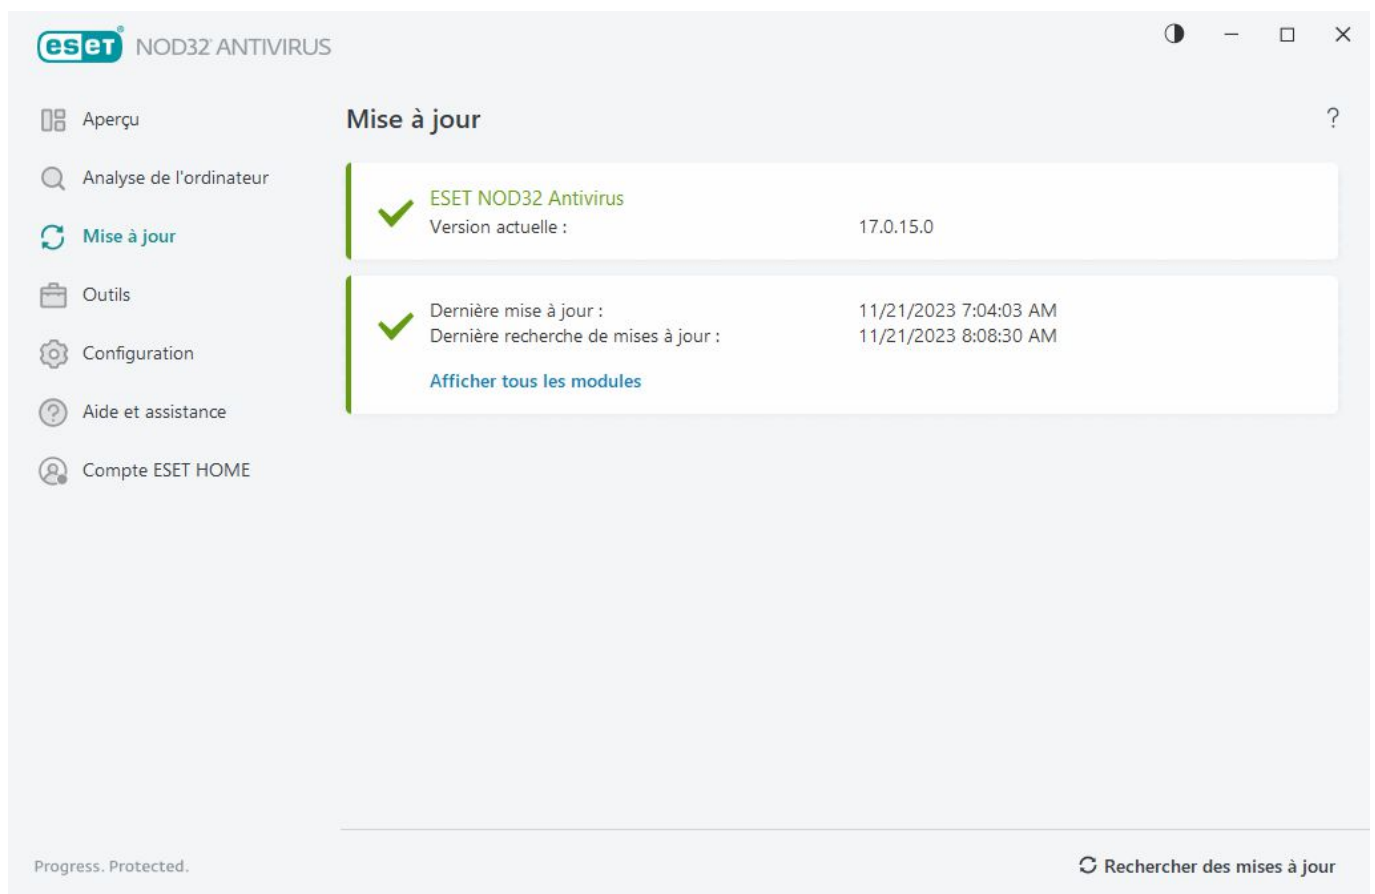 eset® NOD32® ANTIVIRUS
Aperçu
Analyse de l'ordinateur
Mise à jour
Outils
Configuration
Aide et assistance
Compte ESET HOME
Mise à jour
?
ESET NOD32 Antivirus
Version actuelle : 17.0.15.0
Dernière mise à jour : 11/21/2023 7:04:03 AM
Dernière recherche de mises à jour : 11/21/2023 8:08:30 AM
Afficher tous les modules
Progress. Protected.
Rechercher des mises à jour